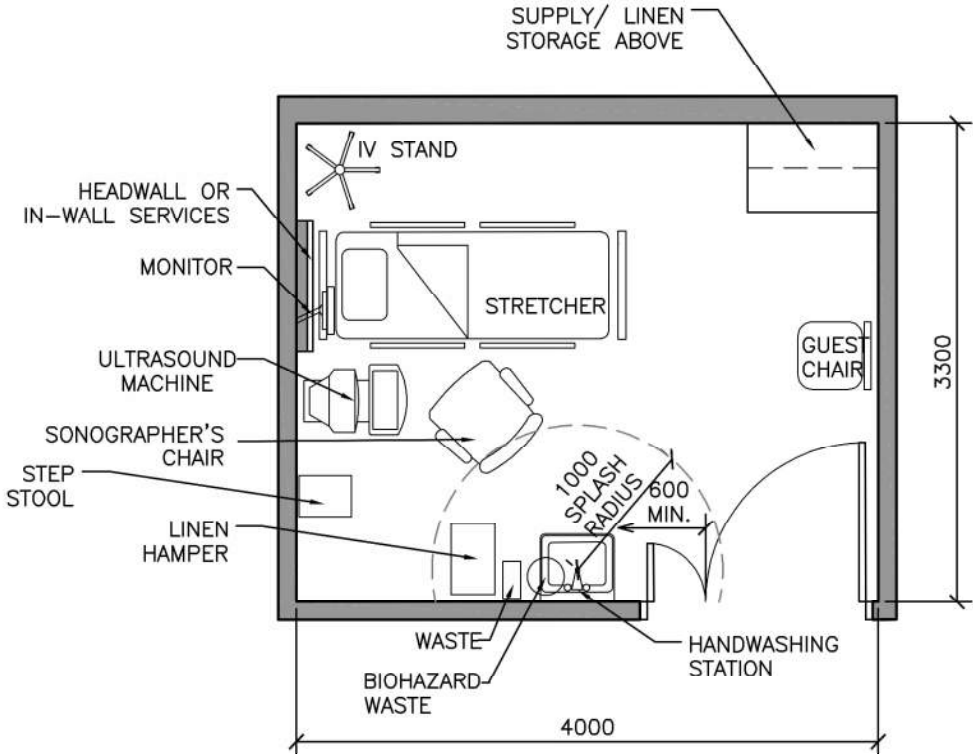 SUPPLY/ LINEN
STORAGE ABOVE
IV STAND
HEADWALL OR
IN-WALL SERVICES
MONITOR
STRETCHER
GUEST
CHAIR
3300
ULTRASOUND
MACHINE
SONOGRAPHER'S
CHAIR
STEP
STOOL
1000
SPLASH
RADIUS
600
MIN.
LINEN
HAMPER
WASTE
HANDWASHING
STATION
BIOHAZARD
WASTE
4000